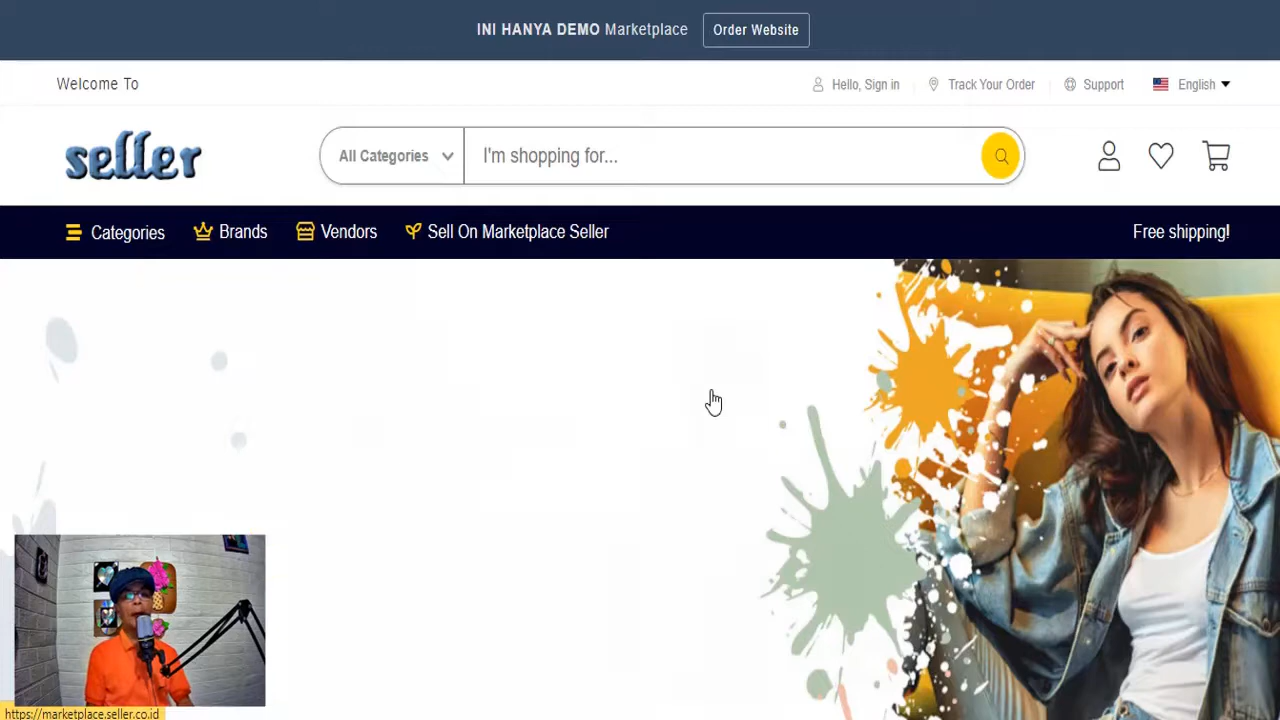 INI HANYA DEMO Marketplace Order Website
Welcome To
Hello, Sign in
Track Your Order
Support
English
seller
All Categories
I'm shopping for...
Categories
Brands
Vendors
Sell On Marketplace Seller
Free shipping!
https://marketplace.seller.co.id